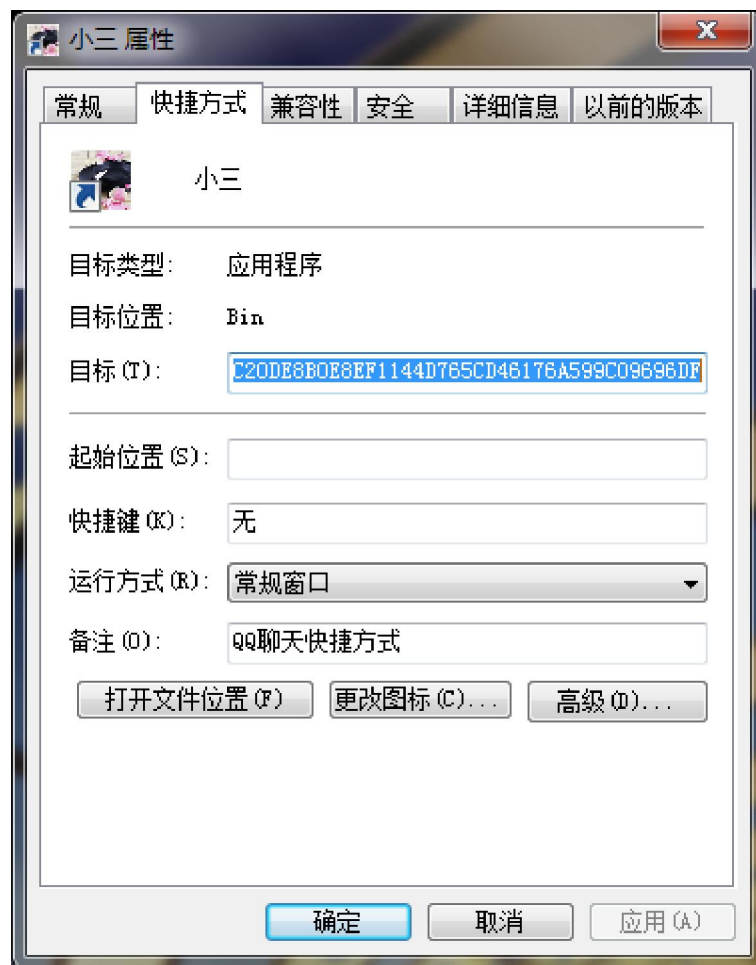 小三 属性
常规 快捷方式 兼容性 安全 详细信息 以前的版本
小三
目标类型: 应用程序
目标位置: Bin
目标(T): C20DE8B0E8EF1144D765CD46176A599C09696DF
起始位置(S):
快捷键(K): 无
运行方式(R): 常规窗口
备注(O): QQ聊天快捷方式
打开文件位置(F) 更改图标(C)... 高级(D)...
确定 取消 应用(A)